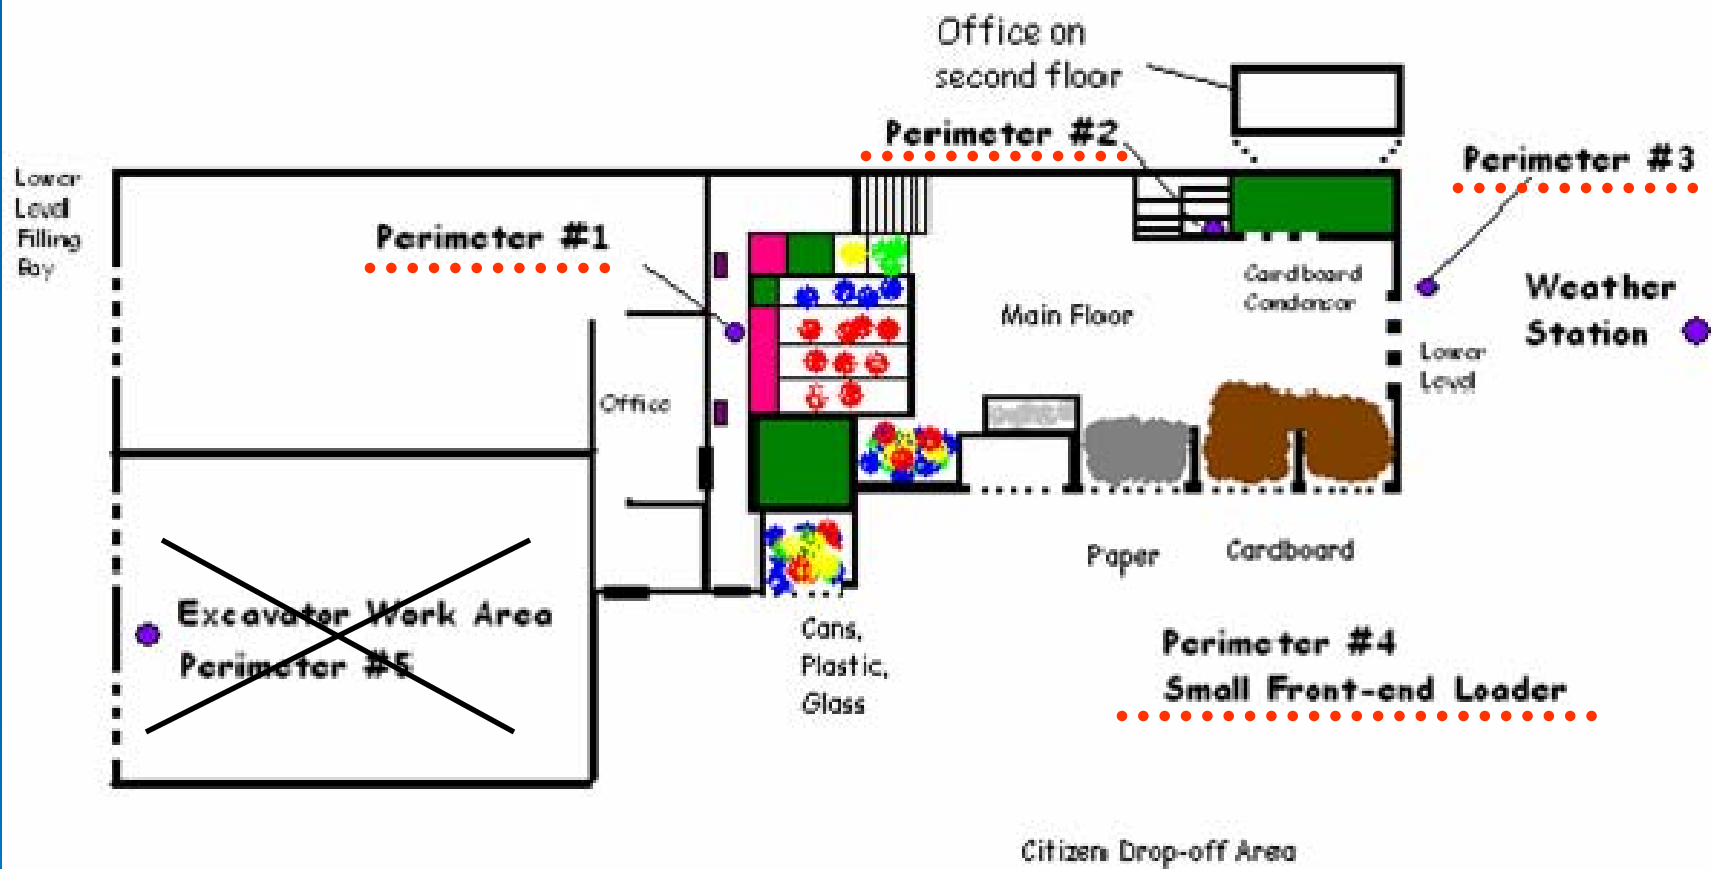 Office on
second floor
Perimeter #2
Perimeter #3
Lower
Level
Filling
Bay
Perimeter #1
Cardboard
Condensor
Weather
Station
Main Floor
Lower
Level
Office
Paper
Cardboard
Excavator Work Area
Perimeter #5
Cans,
Plastic,
Glass
Perimeter #4
Small Front-end Loader
Citizen Drop-off Area